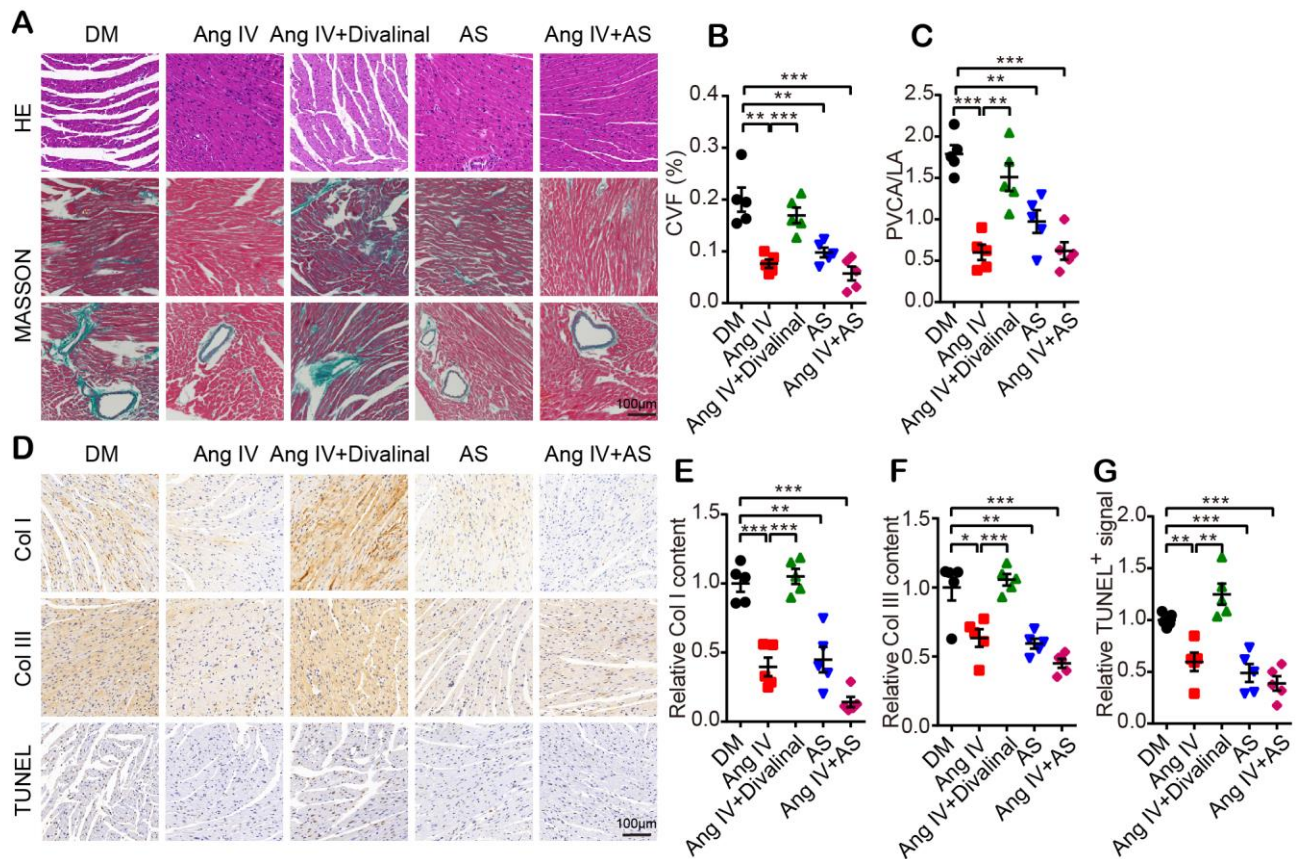 A
DM Ang IV Ang IV+Divalinal AS Ang IV+AS
HE
MASSON
100μm
B
CVF (%)
0.4
0.3
0.2
0.1
0.0
***
**
** ***
DM
Ang IV
Ang IV+Divalinal
AS
Ang IV+AS
C
PVCA/LA
2.5
2.0
1.5
1.0
0.5
0.0
***
**
*** **
DM
Ang IV
Ang IV+Divalinal
AS
Ang IV+AS
D
DM Ang IV Ang IV+Divalinal AS Ang IV+AS
Col I
Col III
TUNEL
100μm
E
Relative Col I content
1.5
1.0
0.5
0.0
***
**
*** ***
DM
Ang IV
Ang IV+Divalinal
AS
Ang IV+AS
F
Relative Col III content
1.5
1.0
0.5
0.0
***
**
* ***
DM
Ang IV
Ang IV+Divalinal
AS
Ang IV+AS
G
Relative TUNEL+ signal
2.0
1.5
1.0
0.5
0.0
***
***
** **
DM
Ang IV
Ang IV+Divalinal
AS
Ang IV+AS